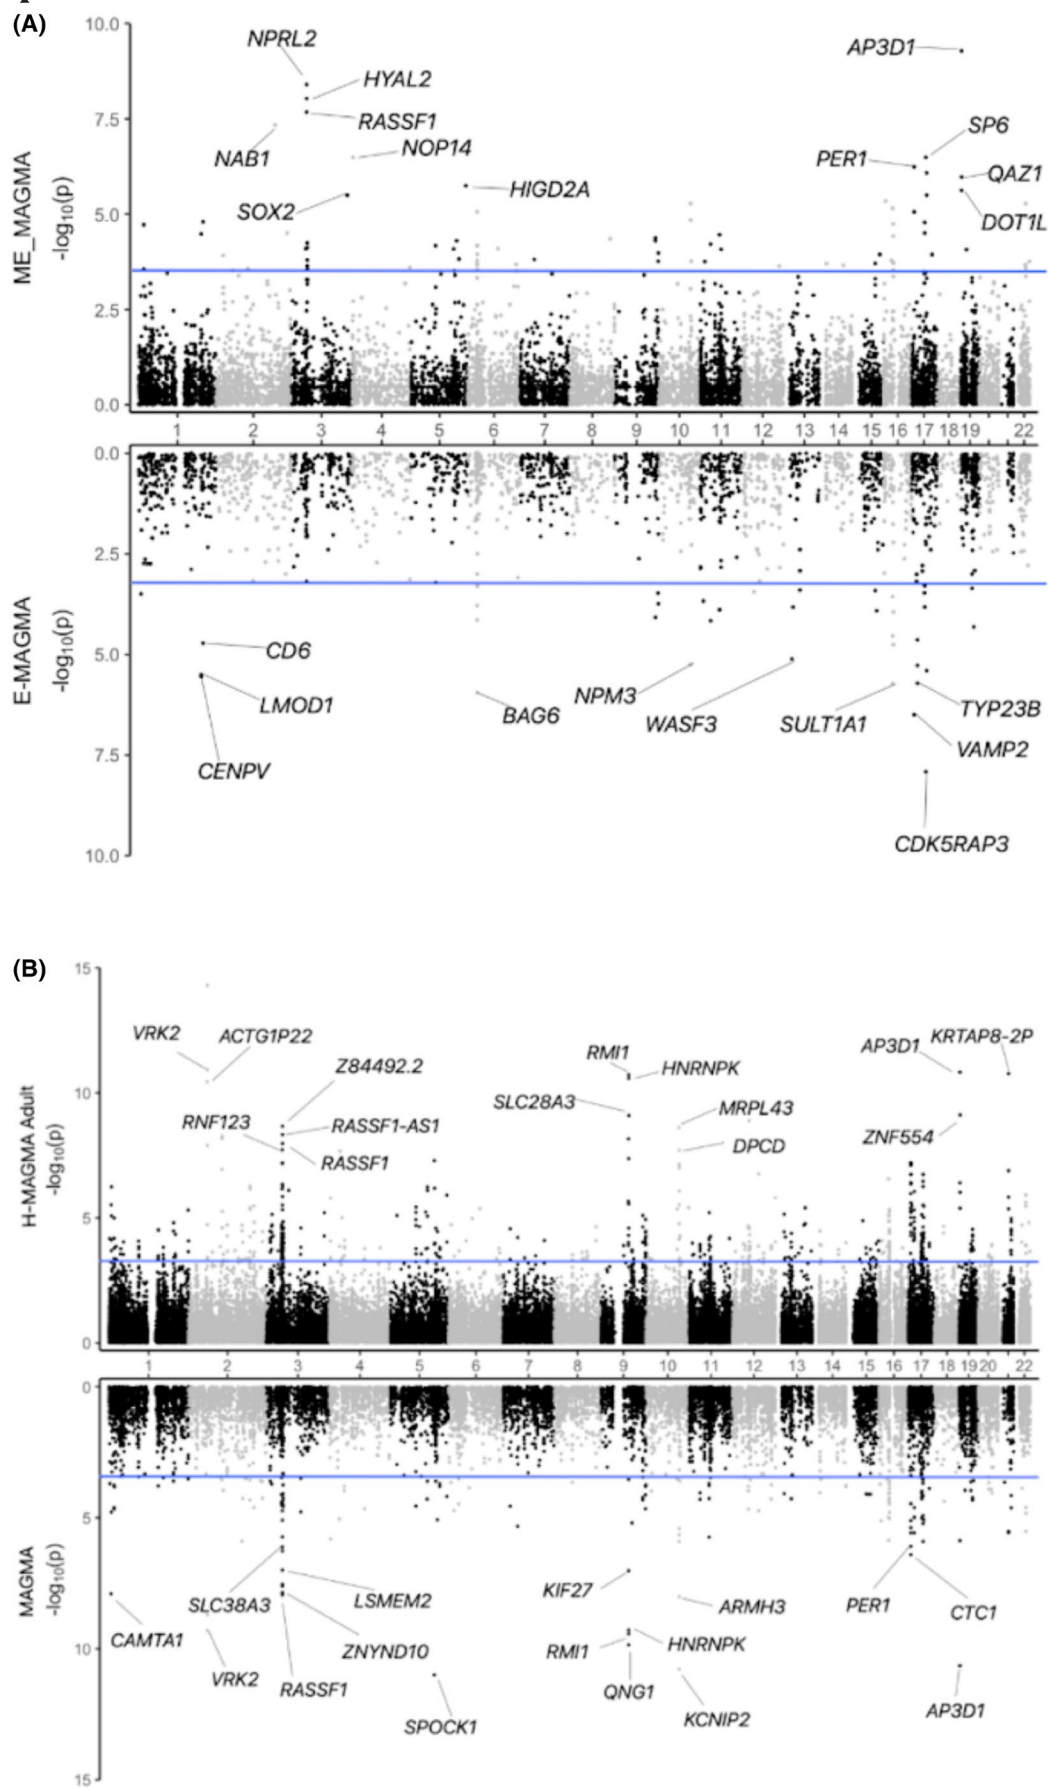 (A)
10.0
NPRL2
AP3D1
HYAL2
7.5
RASSF1
SP6
NAB1
NOP14
PER1
QAZ1
HIGD2A
SOX2
5.0
DOT1L
ME_MAGMA
-log10(p)
2.5
0.0
1 2 3 4 5 6 7 8 9 10 11 12 13 14 15 16 17 18 19 22
0.0
2.5
E-MAGMA
-log10(p)
5.0
CD6
LMOD1
BAG6
NPM3
WASF3
SULT1A1
TYP23B
VAMP2
7.5
CENPV
CDK5RAP3
10.0
(B)
15
VRK2
ACTG1P22
AP3D1
KRTAP8-2P
Z84492.2
RMI1
HNRNPK
10
SLC28A3
MRPL43
RNF123
RASSF1-AS1
ZNF554
DPCD
RASSF1
H-MAGMA Adult
-log10(p)
5
0
1 2 3 4 5 6 7 8 9 10 11 12 13 14 15 16 17 18 19 20 22
0
5
MAGMA
-log10(p)
KIF27
SLC38A3
LSMEM2
ARMH3
PER1
CTC1
CAMTA1
10
ZNYND10
RMI1
HNRNPK
VRK2
RASSF1
QNG1
SPOCK1
KCNIP2
AP3D1
15